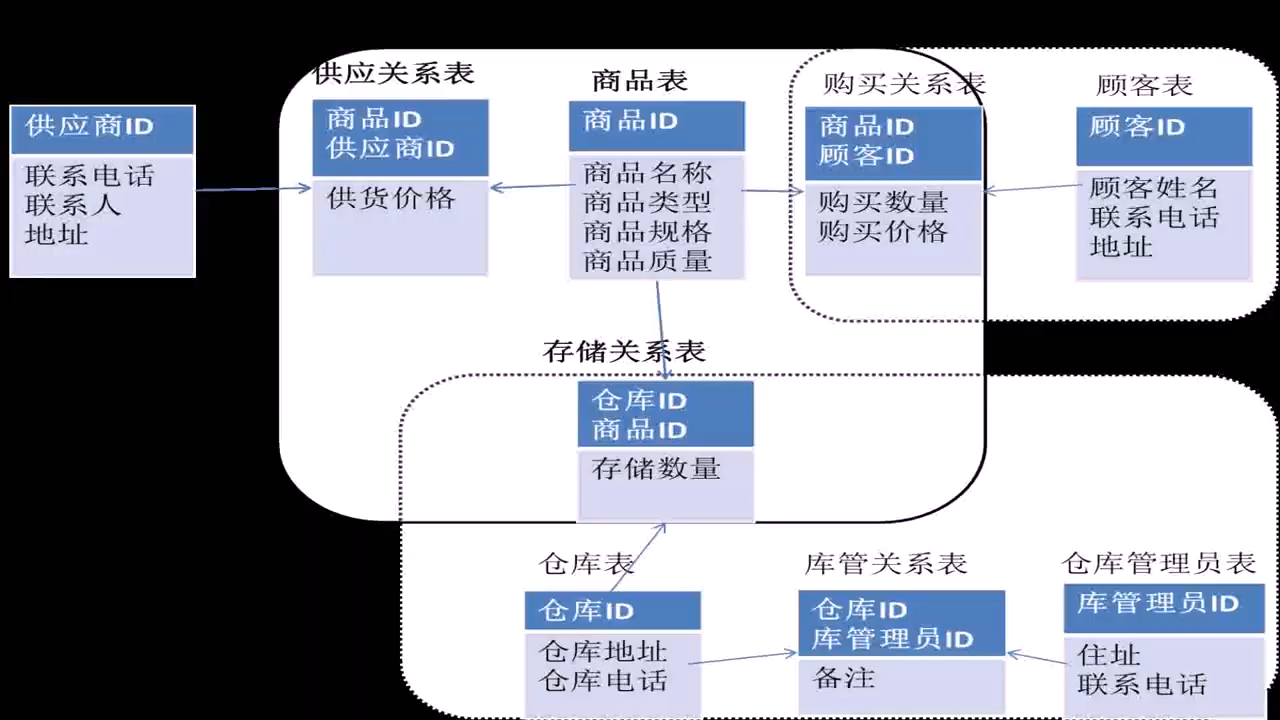 供应商ID
联系电话
联系人
地址
供应关系表
商品ID
供应商ID
供货价格
商品表
商品ID
商品名称
商品类型
商品规格
商品质量
购买关系表
商品ID
顾客ID
购买数量
购买价格
顾客表
顾客ID
顾客姓名
联系电话
地址
存储关系表
仓库ID
商品ID
存储数量
仓库表
仓库ID
仓库地址
仓库电话
库管关系表
仓库ID
库管理员ID
备注
仓库管理员表
库管理员ID
住址
联系电话